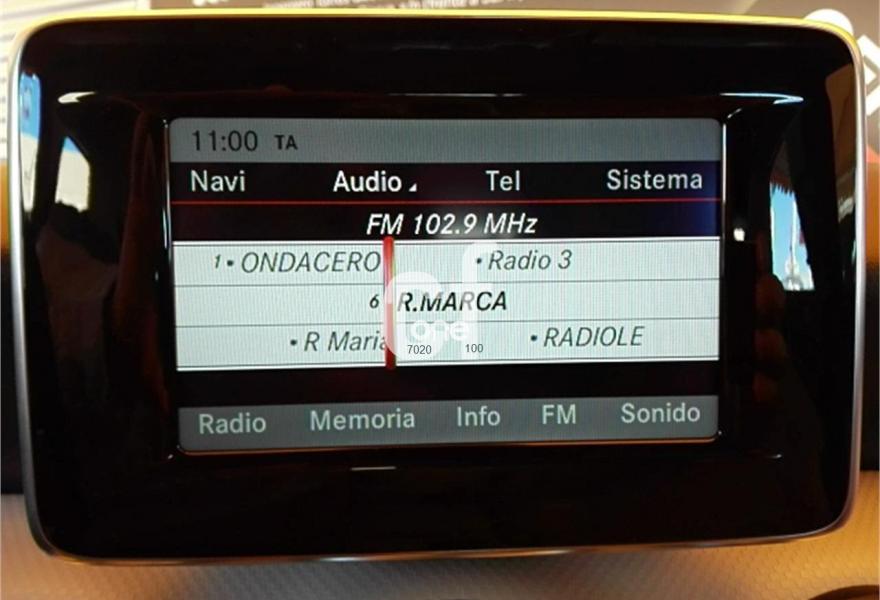 11:00 TA
Navi Audio Tel Sistema
FM 102.9 MHz
1 • ONDACERO • Radio 3
6 R.MARCA
• R Maria • RADIOLE
one
7020 100
Radio Memoria Info FM Sonido